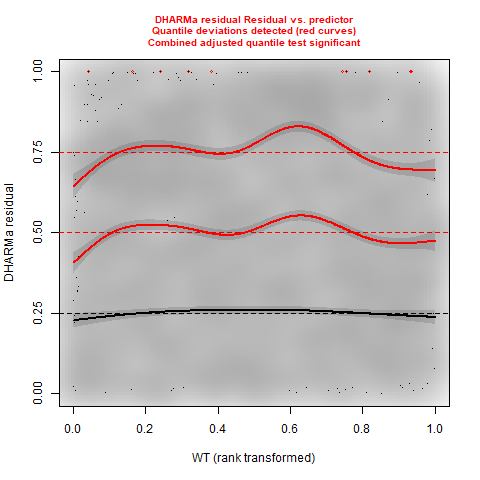 DHARMa residual Residual vs. predictor
Quantile deviations detected (red curves)
Combined adjusted quantile test significant
1.00
0.75
0.50
0.25
0.00
DHARMa residual
0.0 0.2 0.4 0.6 0.8 1.0
WT (rank transformed)